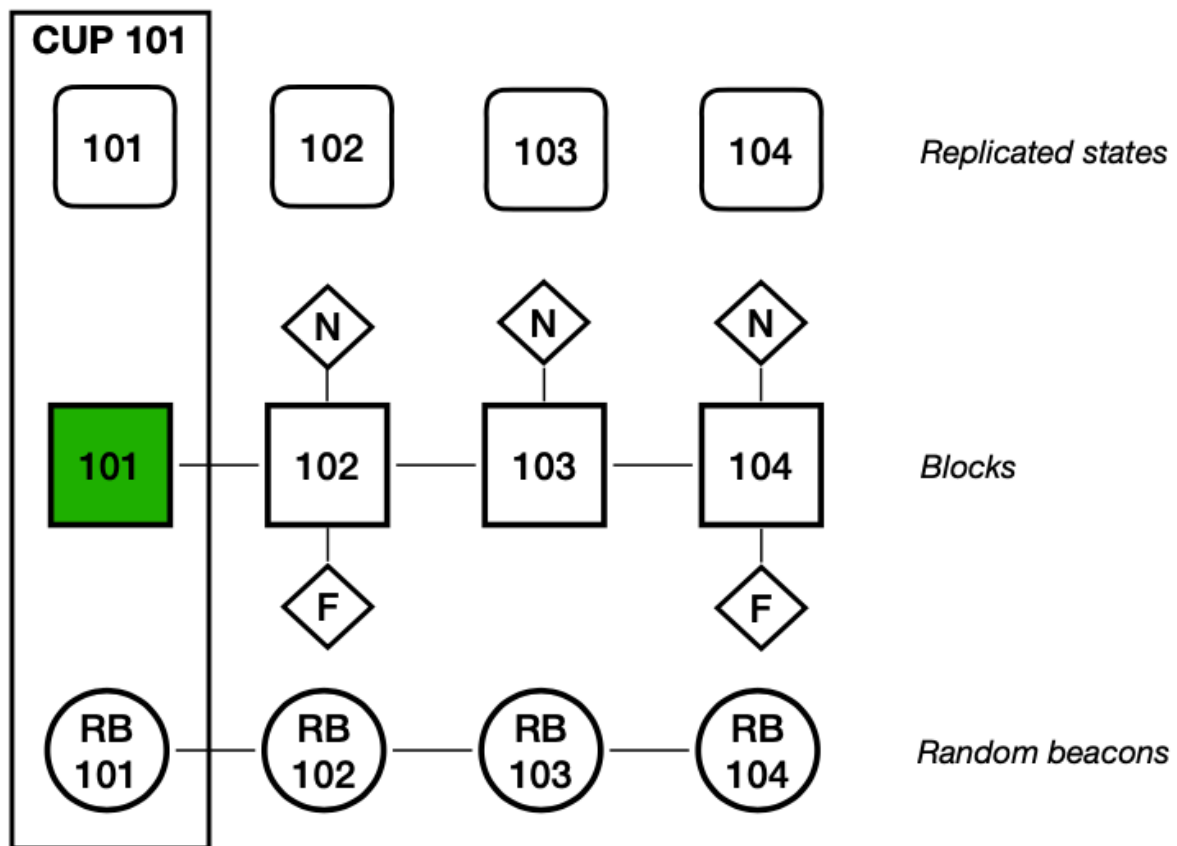 CUP 101
101
102
103
104
Replicated states
N
N
N
101
102
103
104
Blocks
F
F
RB
101
RB
102
RB
103
RB
104
Random beacons